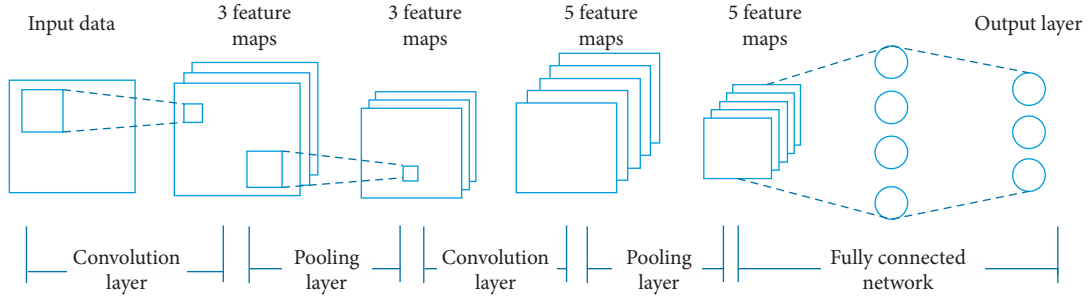 Input data
3 feature
maps
3 feature
maps
5 feature
maps
5 feature
maps
Output layer
Convolution
layer
Pooling
layer
Convolution
layer
Pooling
layer
Fully connected
network